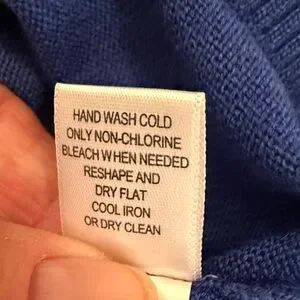 HAND WASH COLD
ONLY NON-CHLORINE
BLEACH WHEN NEEDED
RESHAPE AND
DRY FLAT
COOL IRON
OR DRY CLEAN